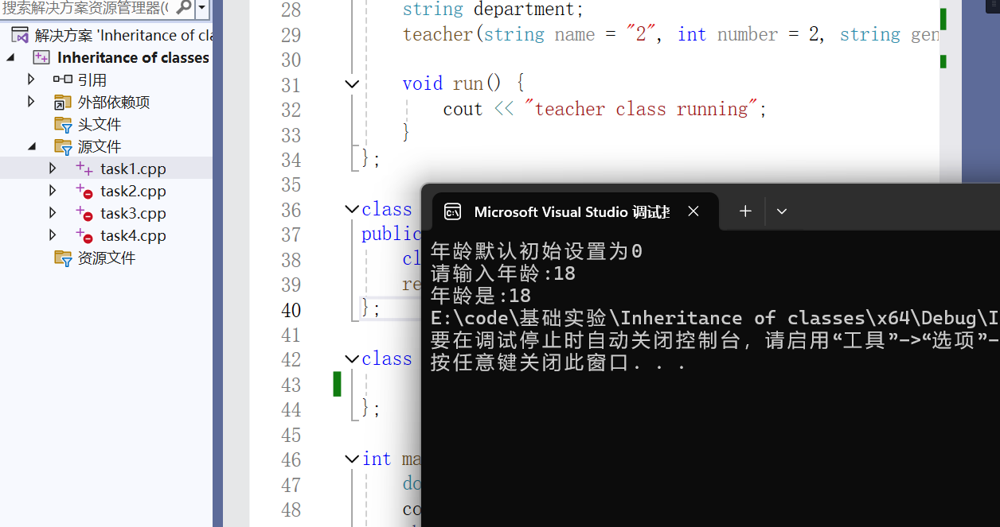 搜索解决方案资源管理器(
解决方案 'Inheritance of cla
Inheritance of classes
引用
外部依赖项
头文件
源文件
task1.cpp
task2.cpp
task3.cpp
task4.cpp
资源文件
28 string department;
29 teacher(string name = "2", int number = 2, string gen
30
31 void run() {
32 cout << "teacher class running";
33 }
34 };
35
36 class
37 public
38 cl
39 re
40 };
41
42 class
43
44 };
45
46 int ma
47 do
48 co
Microsoft Visual Studio 调试
年龄默认初始设置为0
请输入年龄:18
年龄是:18
E:\code\基础实验\Inheritance of classes\x64\Debug\I
要在调试停止时自动关闭控制台，请启用“工具”->“选项”-
按任意键关闭此窗口. . .